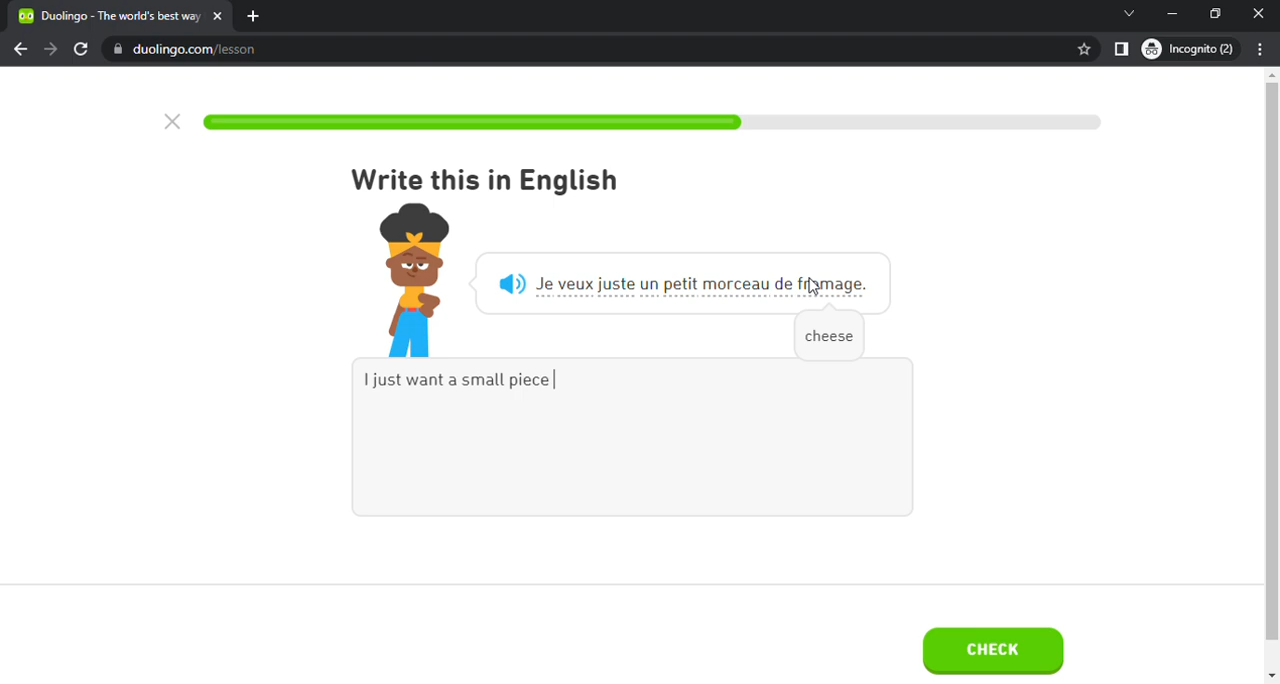 Duolingo - The world's best way
duolingo.com/lesson
Incognito (2)
Write this in English
Je veux juste un petit morceau de fromage.
cheese
I just want a small piece
CHECK